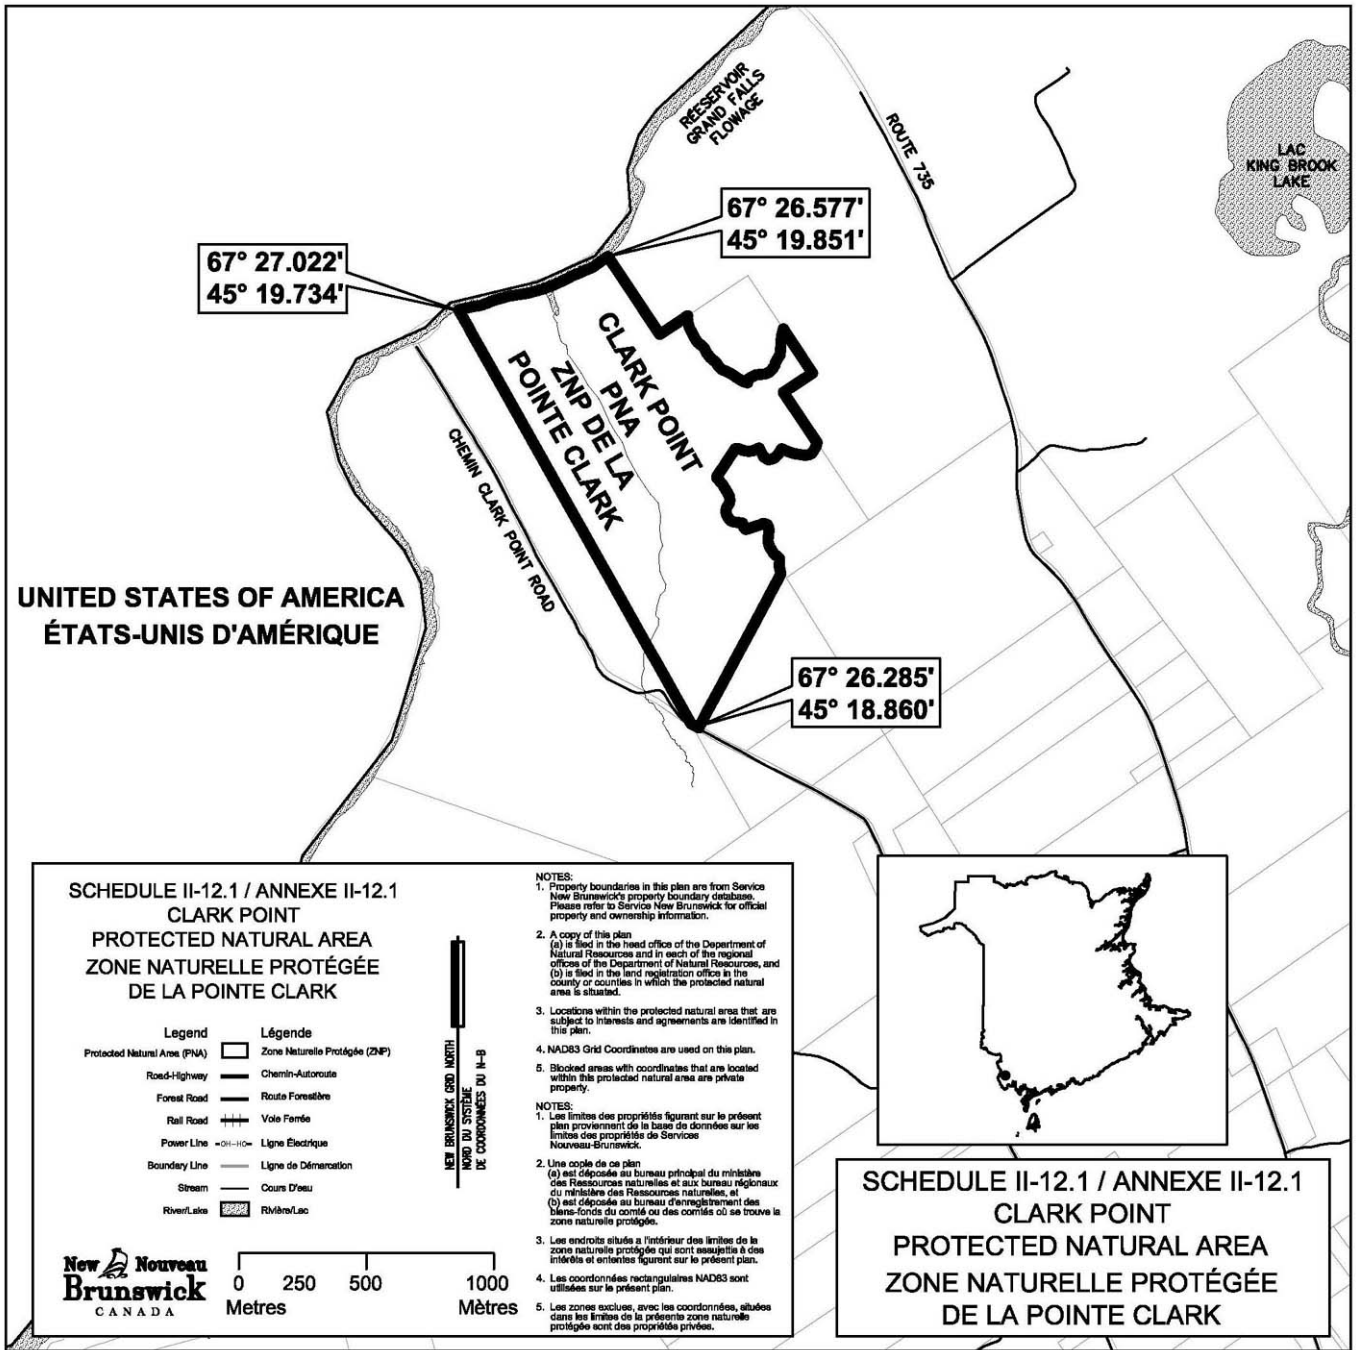 RÉESERVOIR
GRAND FALLS
FLOWAGE
ROUTE 735
LAC
KING BROOK
LAKE
67° 26.577'
45° 19.851'
67° 27.022'
45° 19.734'
CLARK POINT
PNA
ZNP DE LA
POINTE CLARK
CHEMIN CLARK POINT ROAD
UNITED STATES OF AMERICA
ÉTATS-UNIS D'AMÉRIQUE
67° 26.285'
45° 18.860'
SCHEDULE II-12.1 / ANNEXE II-12.1
CLARK POINT
PROTECTED NATURAL AREA
ZONE NATURELLE PROTÉGÉE
DE LA POINTE CLARK
Legend Légende
Protected Natural Area (PNA) Zone Naturelle Protégée (ZNP)
Road-Highway Chemin-Autoroute
Forest Road Route Forestière
Rail Road Voie Ferrée
Power Line -OH-HO- Ligne Électrique
Boundary Line Ligne de Démarcation
Stream Cours D'eau
River/Lake Rivière/Lac
NEW BRUNSWICK GRID NORTH
NORD DU SYSTÈME
DE COORDONNÉES DU N-B
New Nouveau
Brunswick
CANADA
0 250 500 1000
Metres Mètres
NOTES:
1. Property boundaries in this plan are from Service
New Brunswick's property boundary database.
Please refer to Service New Brunswick for official
property and ownership information.
2. A copy of this plan
(a) is filed in the head office of the Department of
Natural Resources and in each of the regional
offices of the Department of Natural Resources, and
(b) is filed in the land registration office in the
county or counties in which the protected natural
area is situated.
3. Locations within the protected natural area that are
subject to interests and agreements are identified in
this plan.
4. NAD83 Grid Coordinates are used on this plan.
5. Blocked areas with coordinates that are located
within this protected natural area are private
property.
NOTES:
1. Les limites des propriétés figurant sur le présent
plan proviennent de la base de données sur les
limites des propriétés de Services
Nouveau-Brunswick.
2. Une copie de ce plan
(a) est déposée au bureau principal du ministère
des Ressources naturelles et aux bureau régionaux
du ministère des Ressources naturelles, et
(b) est déposée au bureau d'enregistrement des
biens-fonds du comté ou des comtés où se trouve la
zone naturelle protégée.
3. Les endroits situés a l'intérieur des limites de la
zone naturelle protégée qui sont assujettis à des
intérêts et ententes figurent sur le présent plan.
4. Les coordonnées rectangulaires NAD83 sont
utilisées sur le présent plan.
5. Les zones exclues, avec les coordonnées, situées
dans les limites de la présente zone naturelle
protégée sont des propriétés privées.
SCHEDULE II-12.1 / ANNEXE II-12.1
CLARK POINT
PROTECTED NATURAL AREA
ZONE NATURELLE PROTÉGÉE
DE LA POINTE CLARK